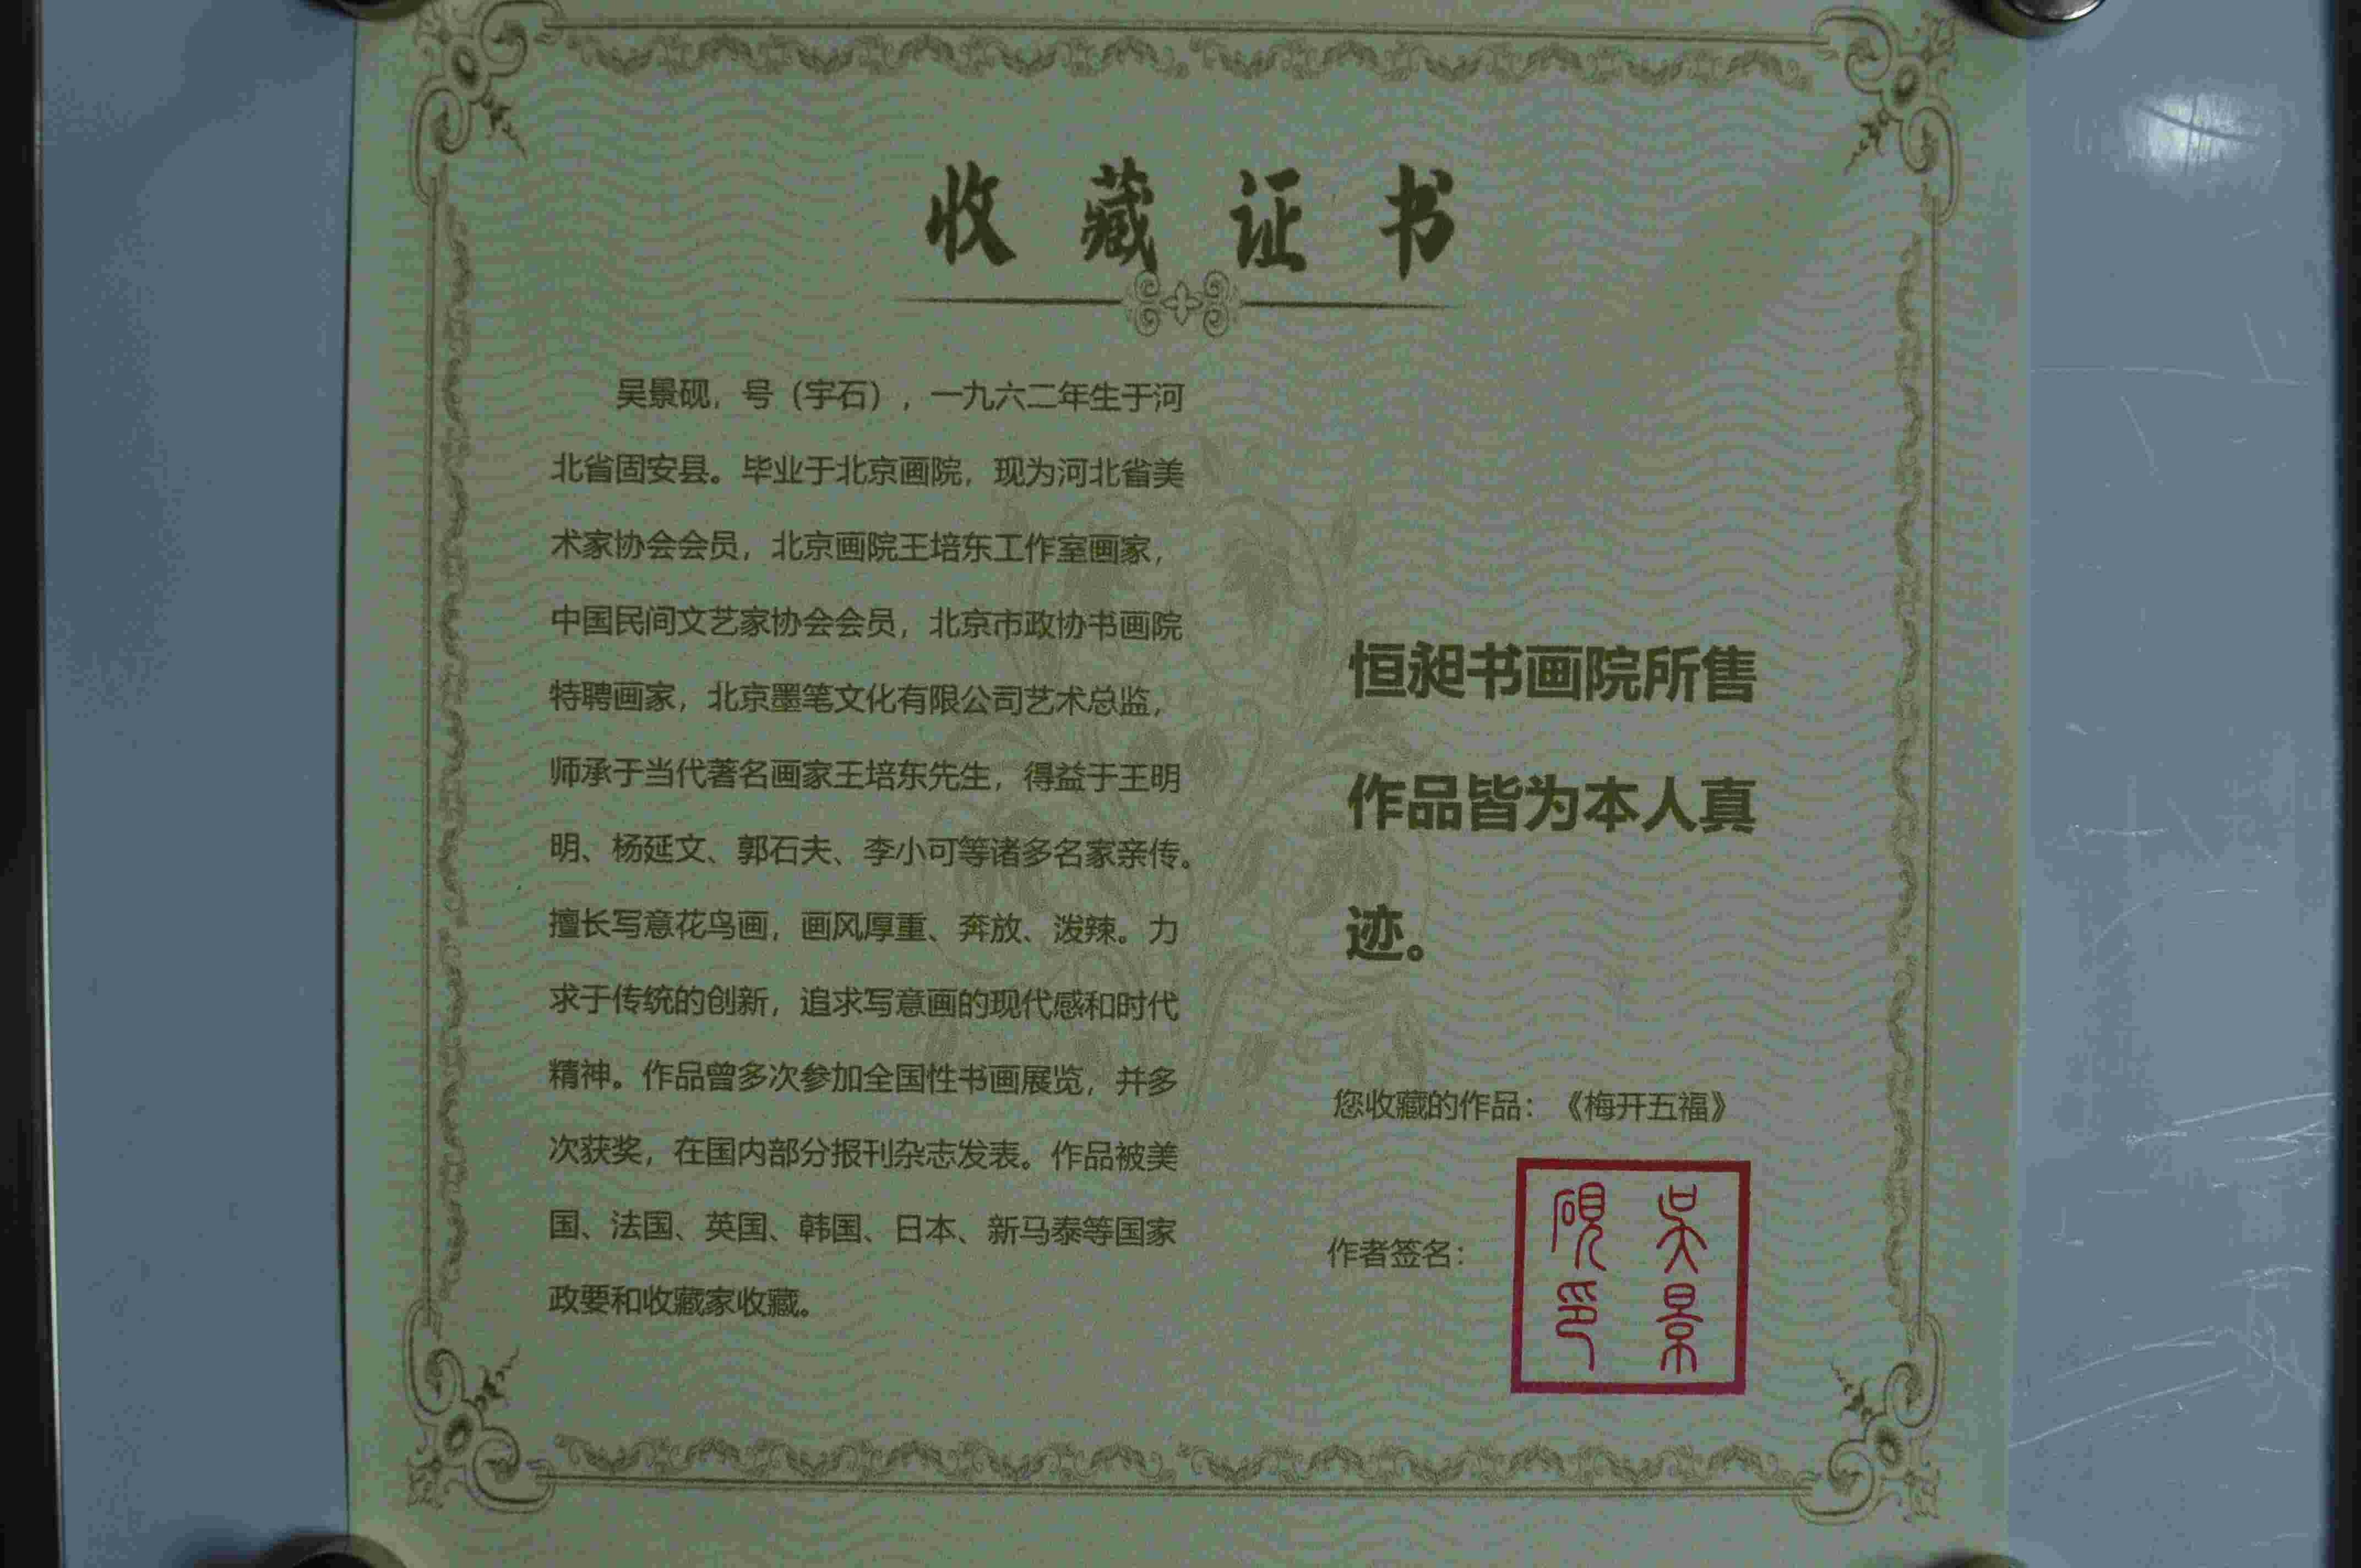 收藏证书
吴景砚，号（宇石），一九六二年生于河
北省固安县。毕业于北京画院，现为河北省美
术家协会会员，北京画院王培东工作室画家，
中国民间文艺家协会会员，北京市政协书画院
特聘画家，北京墨笔文化有限公司艺术总监，
师承于当代著名画家王培东先生，得益于王明
明、杨延文、郭石夫、李小可等诸多名家亲传。
擅长写意花鸟画，画风厚重、奔放、泼辣。力
求于传统的创新，追求写意画的现代感和时代
精神。作品曾多次参加全国性书画展览，并多
次获奖，在国内部分报刊杂志发表。作品被美
国、法国、英国、韩国、日本、新马泰等国家
政要和收藏家收藏。
恒昶书画院所售
作品皆为本人真
迹。
您收藏的作品：《梅开五福》
作者签名：
吴景
砚印